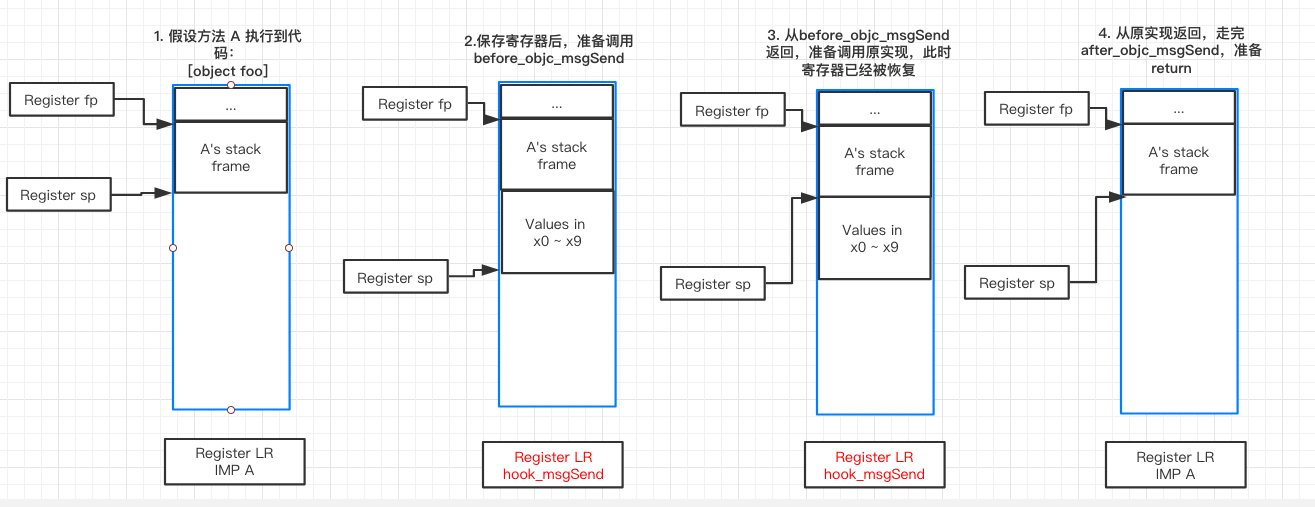 1. 假设方法 A 执行到代
码：
[object foo]
Register fp
...
A's stack
frame
Register sp
Register LR
IMP A
2.保存寄存器后，准备调用
before_objc_msgSend
Register fp
...
A's stack
frame
Values in
x0 ~ x9
Register sp
Register LR
hook_msgSend
3. 从before_objc_msgSend
返回，准备调用原实现，此时
寄存器已经被恢复
Register fp
...
A's stack
frame
Values in
x0 ~ x9
Register sp
Register LR
hook_msgSend
4. 从原实现返回，走完
after_objc_msgSend，准备
return
Register fp
...
A's stack
frame
Register sp
Register LR
IMP A